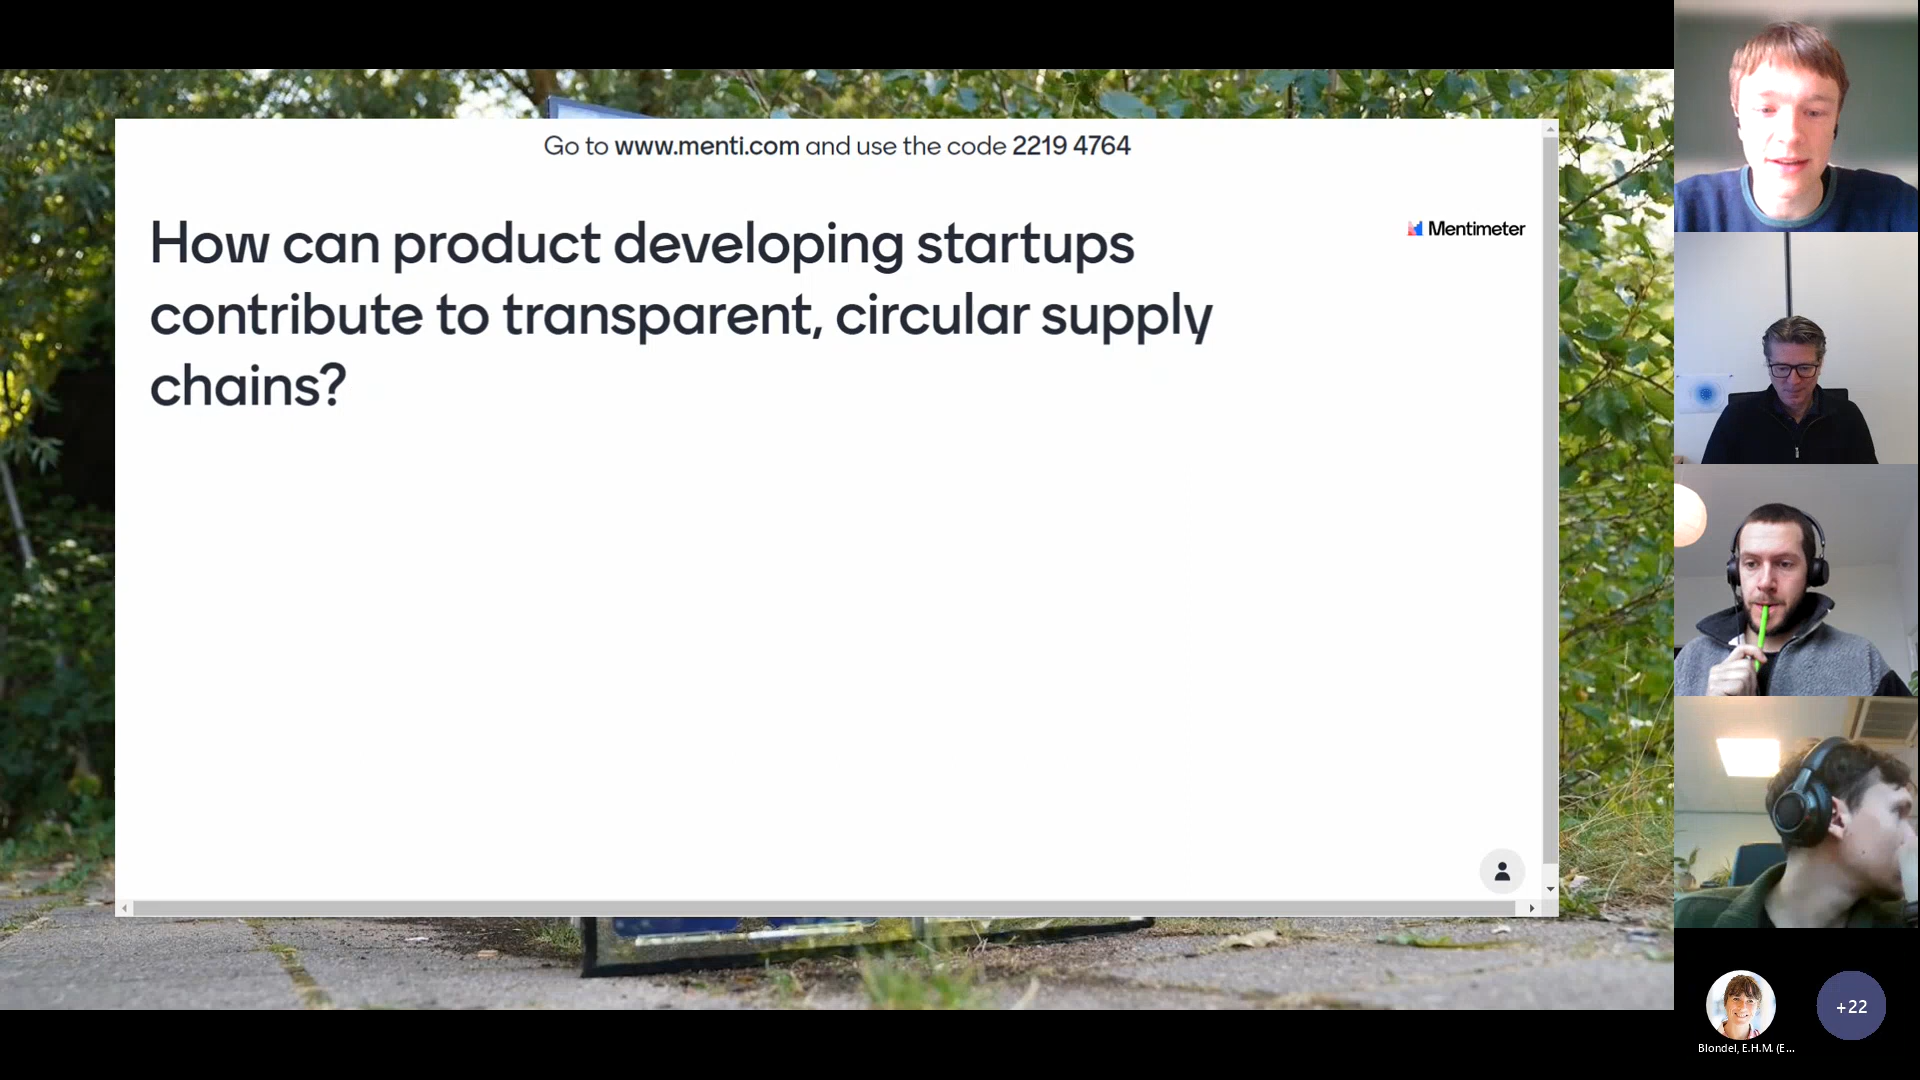 Go to www.menti.com and use the code 2219 4764
How can product developing startups
contribute to transparent, circular supply
chains?
Mentimeter
+22
Blondel, E.H.M. (E...